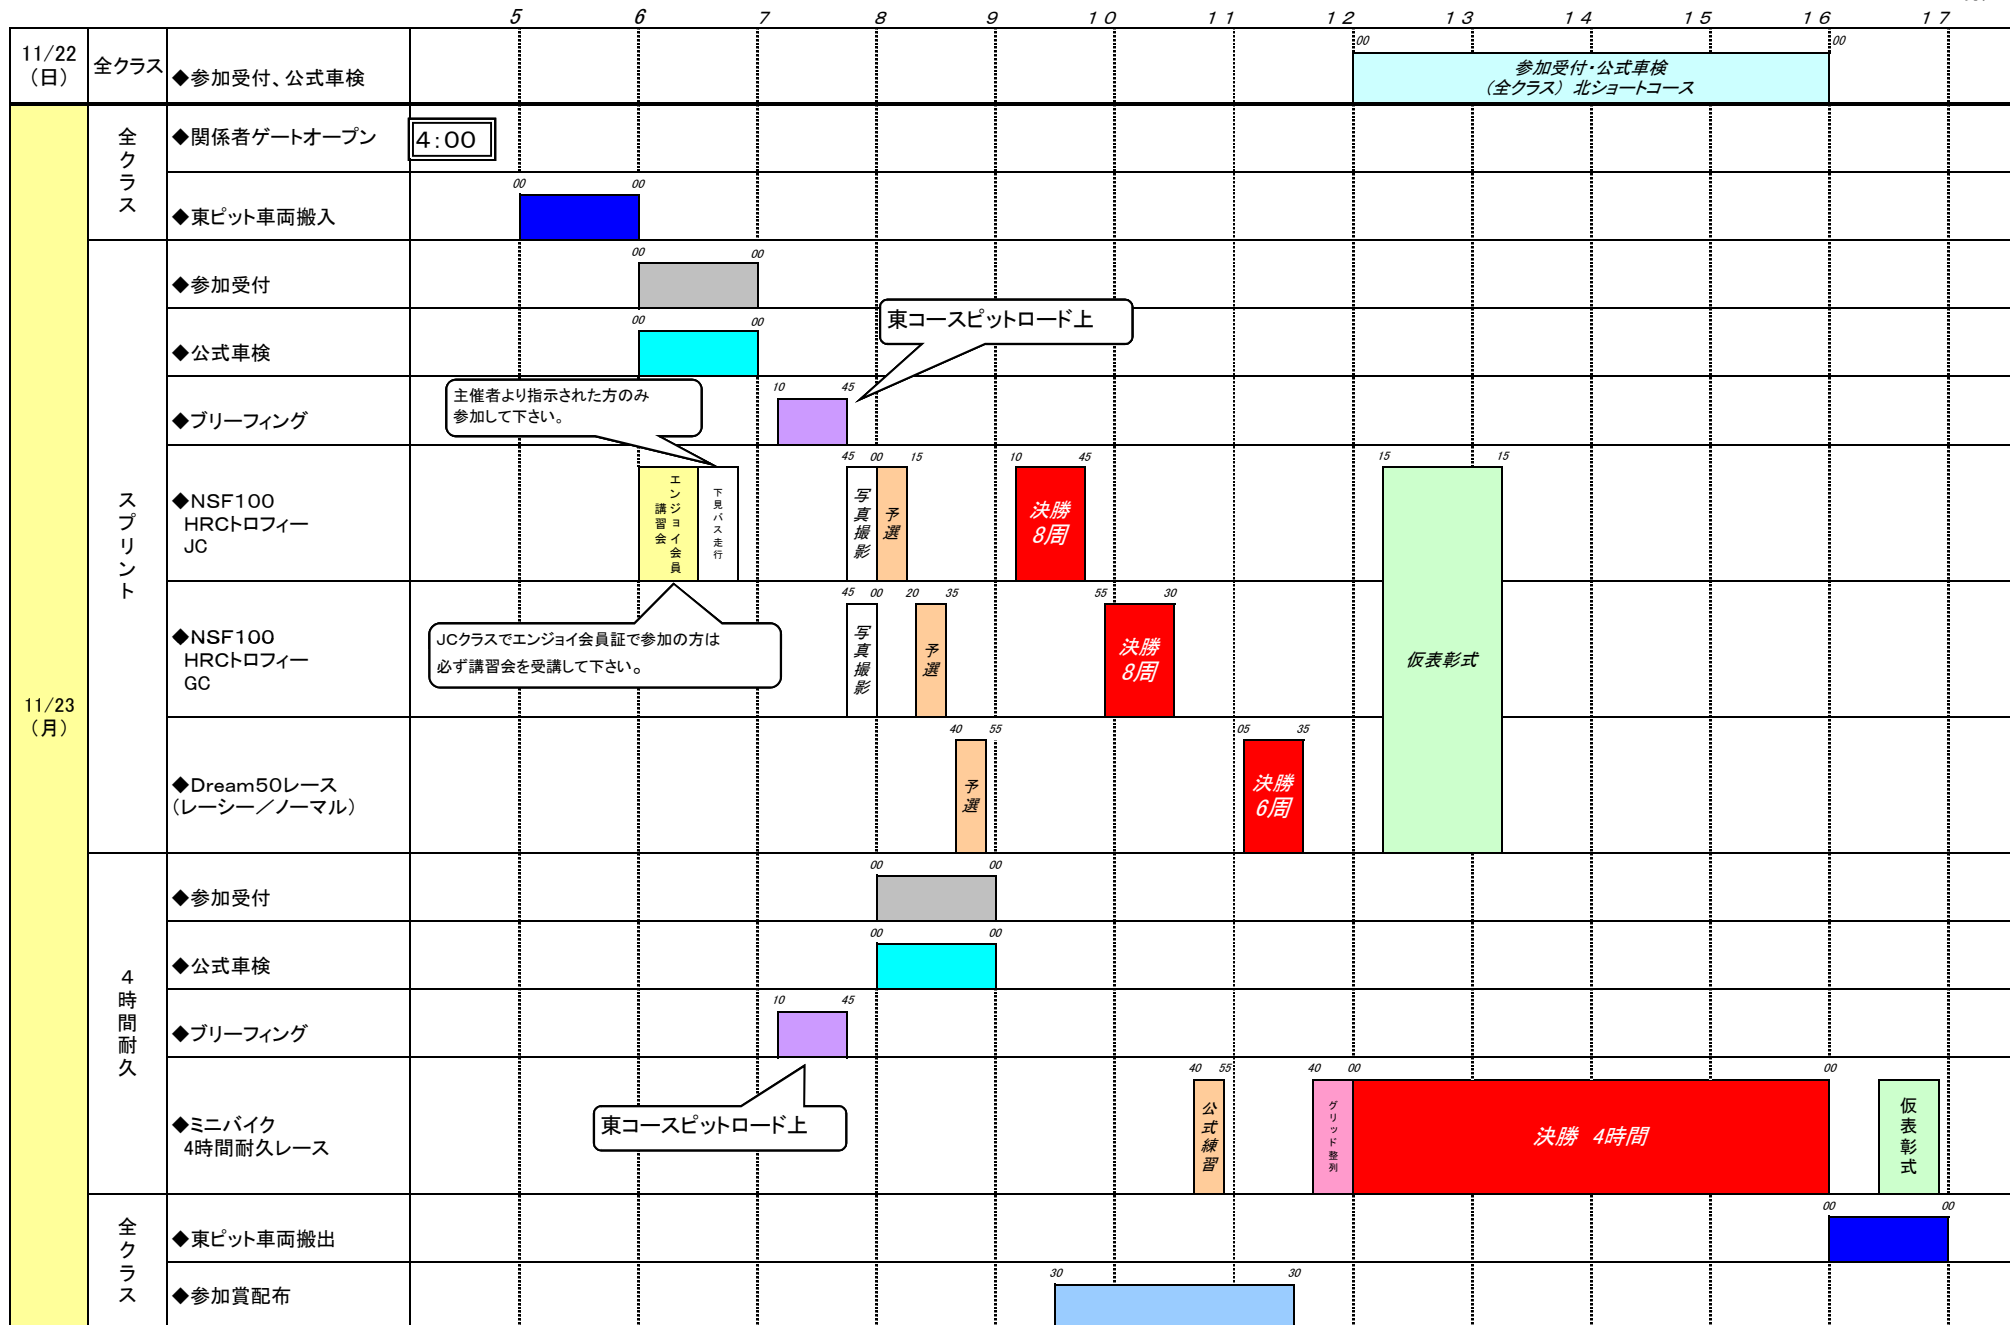 5 6 7 8 9 10 11 12 13 14 15 16 17
11/22
（日）
全クラス
◆参加受付、公式車検
00 00
参加受付・公式車検
（全クラス） 北ショートコース
11/23
（月）
全クラス
◆関係者ゲートオープン
4：00
◆東ピット車両搬入
00 00
スプリント
◆参加受付
00 00
◆公式車検
00 00
東コースピットロード上
◆ブリーフィング
10 45
主催者より指示された方のみ
参加して下さい。
◆NSF100
HRCトロフィー
JC
エンジョイ会員
講習会
下見バス走行
45 00 15
写真撮影
予選
10 45
決勝
8周
15 15
仮表彰式
◆NSF100
HRCトロフィー
GC
JCクラスでエンジョイ会員証で参加の方は
必ず講習会を受講して下さい。
45 00 20 35
写真撮影
予選
55 30
決勝
8周
◆Dream50レース
（レーシー／ノーマル）
40 55
予選
05 35
決勝
6周
4時間耐久
◆参加受付
00 00
◆公式車検
00 00
◆ブリーフィング
10 45
東コースピットロード上
◆ミニバイク
4時間耐久レース
40 55
公式練習
40 00 00
グリッド整列
決勝 4時間
仮表彰式
全クラス
◆東ピット車両搬出
00 00
◆参加賞配布
30 30